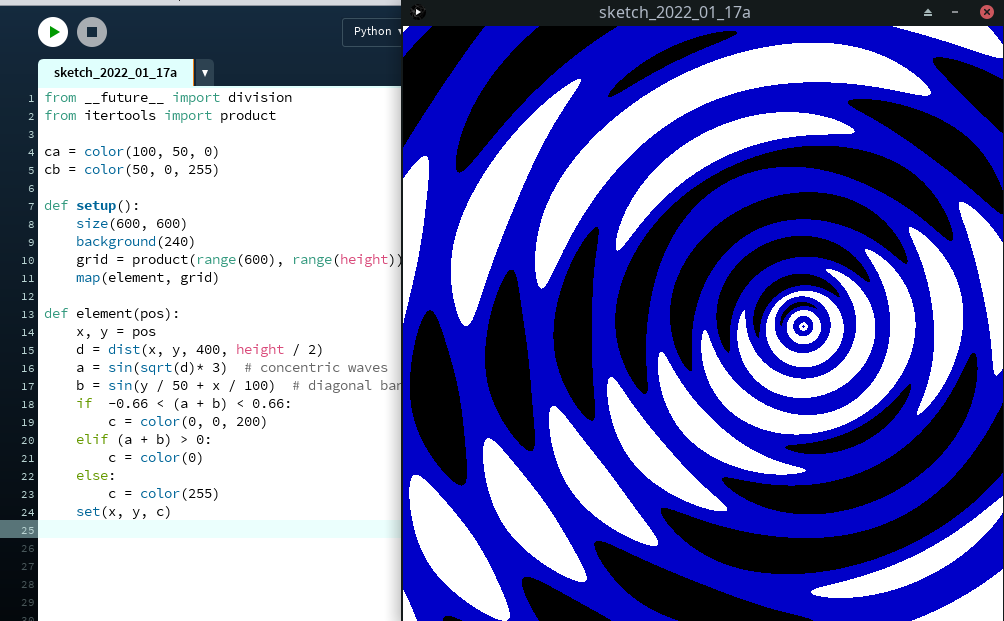 sketch_2022_01_17a
Python
sketch_2022_01_17a
1 from __future__ import division
2 from itertools import product
3
4 ca = color(100, 50, 0)
5 cb = color(50, 0, 255)
6
7 def setup():
8     size(600, 600)
9     background(240)
10     grid = product(range(600), range(height))
11     map(element, grid)
12
13 def element(pos):
14     x, y = pos
15     d = dist(x, y, 400, height / 2)
16     a = sin(sqrt(d)* 3)  # concentric waves
17     b = sin(y / 50 + x / 100)  # diagonal bar
18     if  -0.66 < (a + b) < 0.66:
19         c = color(0, 0, 200)
20     elif (a + b) > 0:
21         c = color(0)
22     else:
23         c = color(255)
24     set(x, y, c)
25
26
27
28
29
30